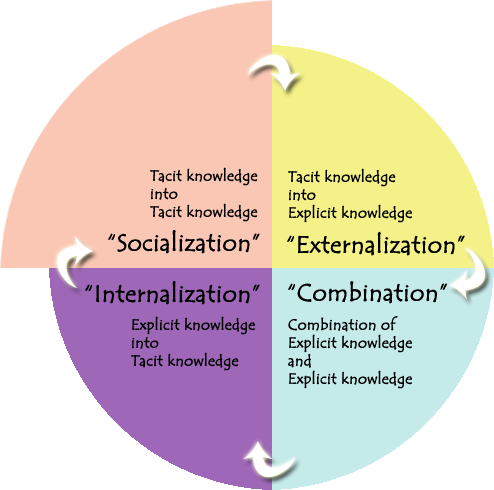 Tacit knowledge
into
Tacit knowledge
“Socialization”
Tacit knowledge
into
Explicit knowledge
“Externalization”
“Internalization”
Explicit knowledge
into
Tacit knowledge
“Combination”
Combination of
Explicit knowledge
and
Explicit knowledge